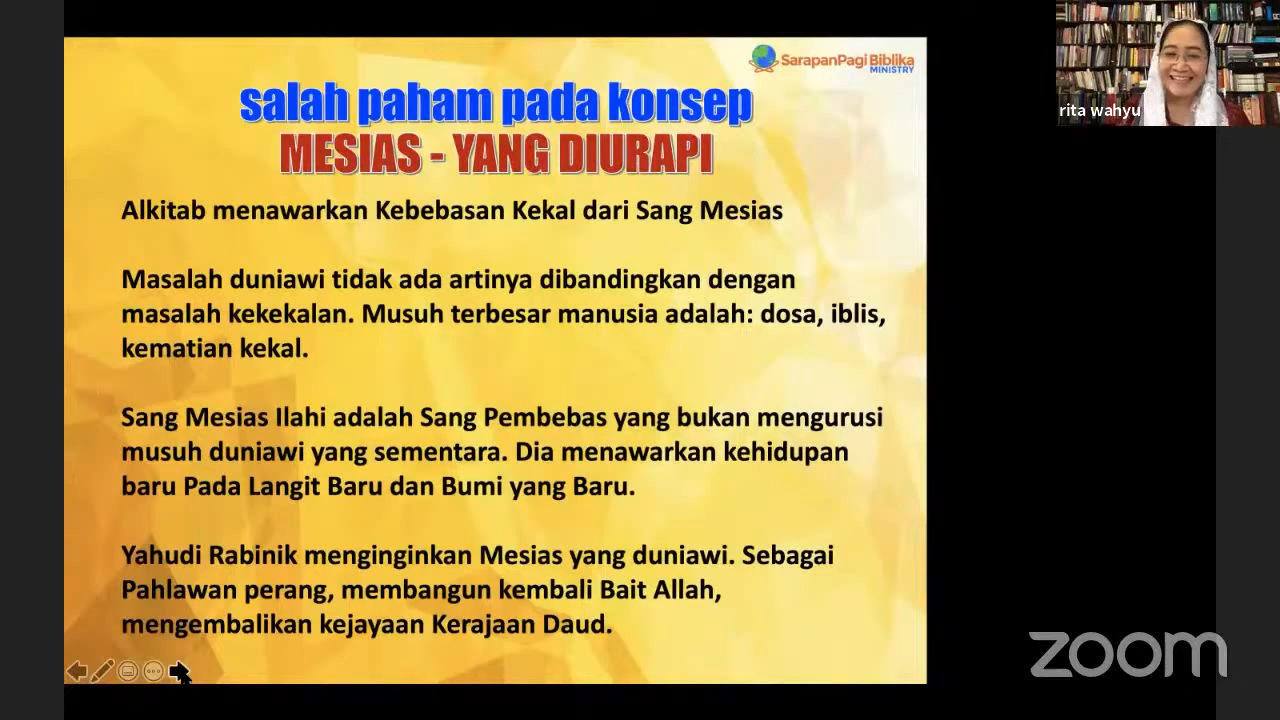 SarapanPagi Biblika
MINISTRY
salah paham pada konsep
MESIAS - YANG DIURAPI
Alkitab menawarkan Kebebasan Kekal dari Sang Mesias
Masalah duniawi tidak ada artinya dibandingkan dengan
masalah kekekalan. Musuh terbesar manusia adalah: dosa, iblis,
kematian kekal.
Sang Mesias Ilahi adalah Sang Pembebas yang bukan mengurusi
musuh duniawi yang sementara. Dia menawarkan kehidupan
baru Pada Langit Baru dan Bumi yang Baru.
Yahudi Rabinik menginginkan Mesias yang duniawi. Sebagai
Pahlawan perang, membangun kembali Bait Allah,
mengembalikan kejayaan Kerajaan Daud.
rita wahyu
zoom